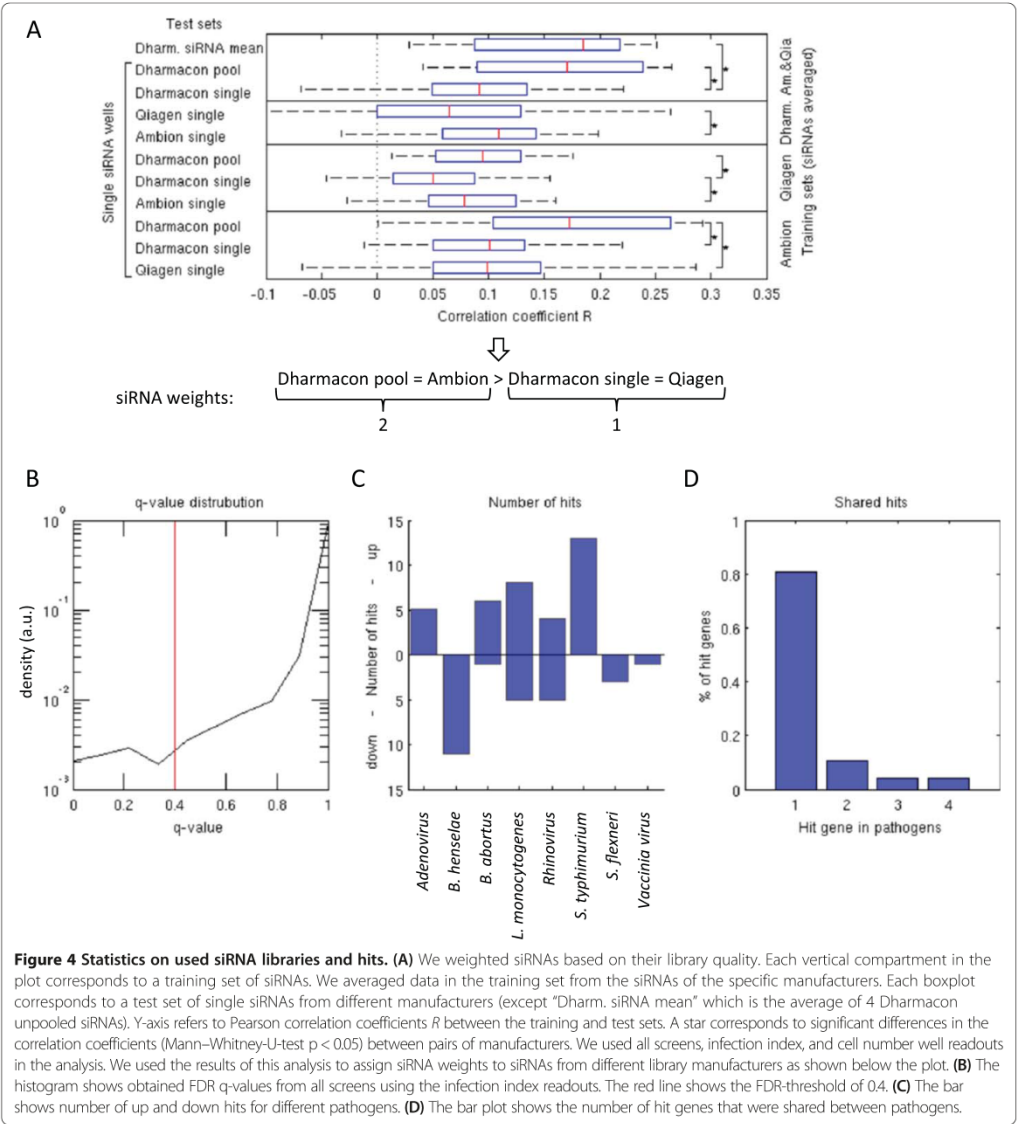 A
Test sets
Dharm. siRNA mean
Dharmacon pool
Dharmacon single
Qiagen single
Ambion single
Dharmacon pool
Dharmacon single
Ambion single
Dharmacon pool
Dharmacon single
Qiagen single
Single siRNA wells
*
*
*
*
*
*
*
Dharm. Am.&Qia
Qiagen
Ambion
Training sets (siRNAs averaged)
-0.1 -0.05 0 0.05 0.1 0.15 0.2 0.25 0.3 0.35
Correlation coefficient R
Dharmacon pool = Ambion > Dharmacon single = Qiagen
siRNA weights:
2 1
B
q-value distrubution
10^0
10^-1
10^-2
10^-3
density (a.u.)
0 0.2 0.4 0.6 0.8 1
q-value
C
Number of hits
15
10
5
0
5
10
15
down - Number of hits - up
Adenovirus
B. henselae
B. abortus
L. monocytogenes
Rhinovirus
S. typhimurium
S. flexneri
Vaccinia virus
D
Shared hits
1
0.8
0.6
0.4
0.2
0
% of hit genes
1 2 3 4
Hit gene in pathogens
Figure 4 Statistics on used siRNA libraries and hits. (A) We weighted siRNAs based on their library quality. Each vertical compartment in the
plot corresponds to a training set of siRNAs. We averaged data in the training set from the siRNAs of the specific manufacturers. Each boxplot
corresponds to a test set of single siRNAs from different manufacturers (except “Dharm. siRNA mean” which is the average of 4 Dharmacon
unpooled siRNAs). Y-axis refers to Pearson correlation coefficients R between the training and test sets. A star corresponds to significant differences in the
correlation coefficients (Mann–Whitney-U-test p < 0.05) between pairs of manufacturers. We used all screens, infection index, and cell number well readouts
in the analysis. We used the results of this analysis to assign siRNA weights to siRNAs from different library manufacturers as shown below the plot. (B) The
histogram shows obtained FDR q-values from all screens using the infection index readouts. The red line shows the FDR-threshold of 0.4. (C) The bar
shows number of up and down hits for different pathogens. (D) The bar plot shows the number of hit genes that were shared between pathogens.